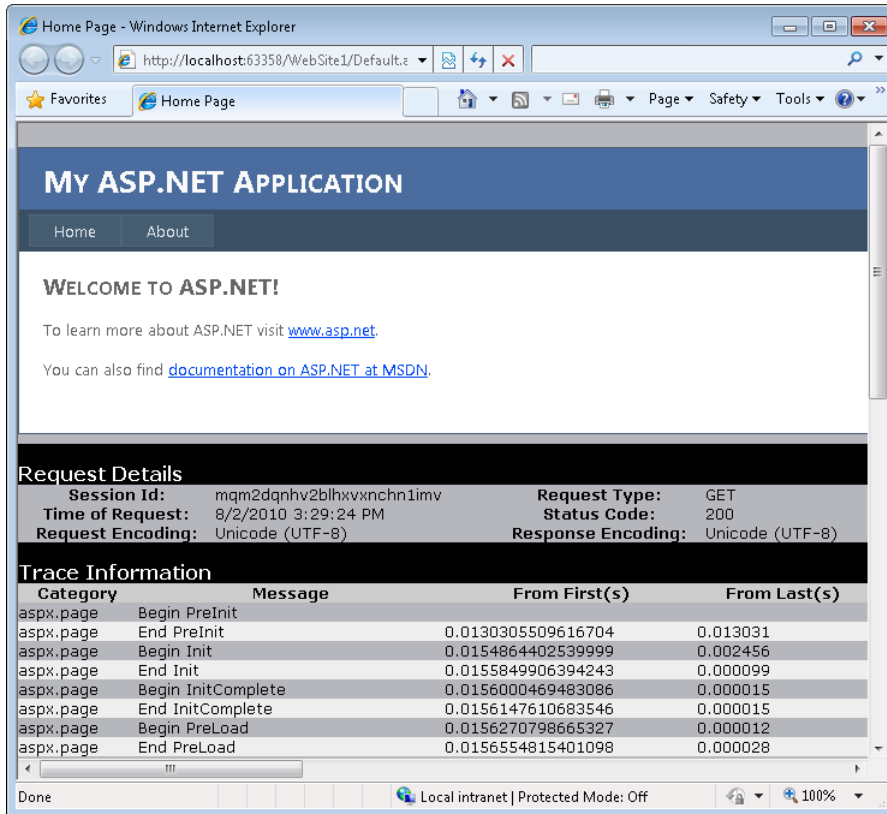 Home Page - Windows Internet Explorer
http://localhost:63358/WebSite1/Default.a
Favorites Home Page Page Safety Tools
MY ASP.NET APPLICATION
Home About
WELCOME TO ASP.NET!
To learn more about ASP.NET visit www.asp.net.
You can also find documentation on ASP.NET at MSDN.
Request Details
Session Id: mqm2dqnhv2blhxvxnchn1imv Request Type: GET
Time of Request: 8/2/2010 3:29:24 PM Status Code: 200
Request Encoding: Unicode (UTF-8) Response Encoding: Unicode (UTF-8)
Trace Information
Category Message From First(s) From Last(s)
aspx.page Begin PreInit
aspx.page End PreInit 0.0130305509616704 0.013031
aspx.page Begin Init 0.0154864402539999 0.002456
aspx.page End Init 0.0155849906394243 0.000099
aspx.page Begin InitComplete 0.0156000469483086 0.000015
aspx.page End InitComplete 0.0156147610683546 0.000015
aspx.page Begin PreLoad 0.0156270798665327 0.000012
aspx.page End PreLoad 0.0156554815401098 0.000028
Done Local intranet | Protected Mode: Off 100%